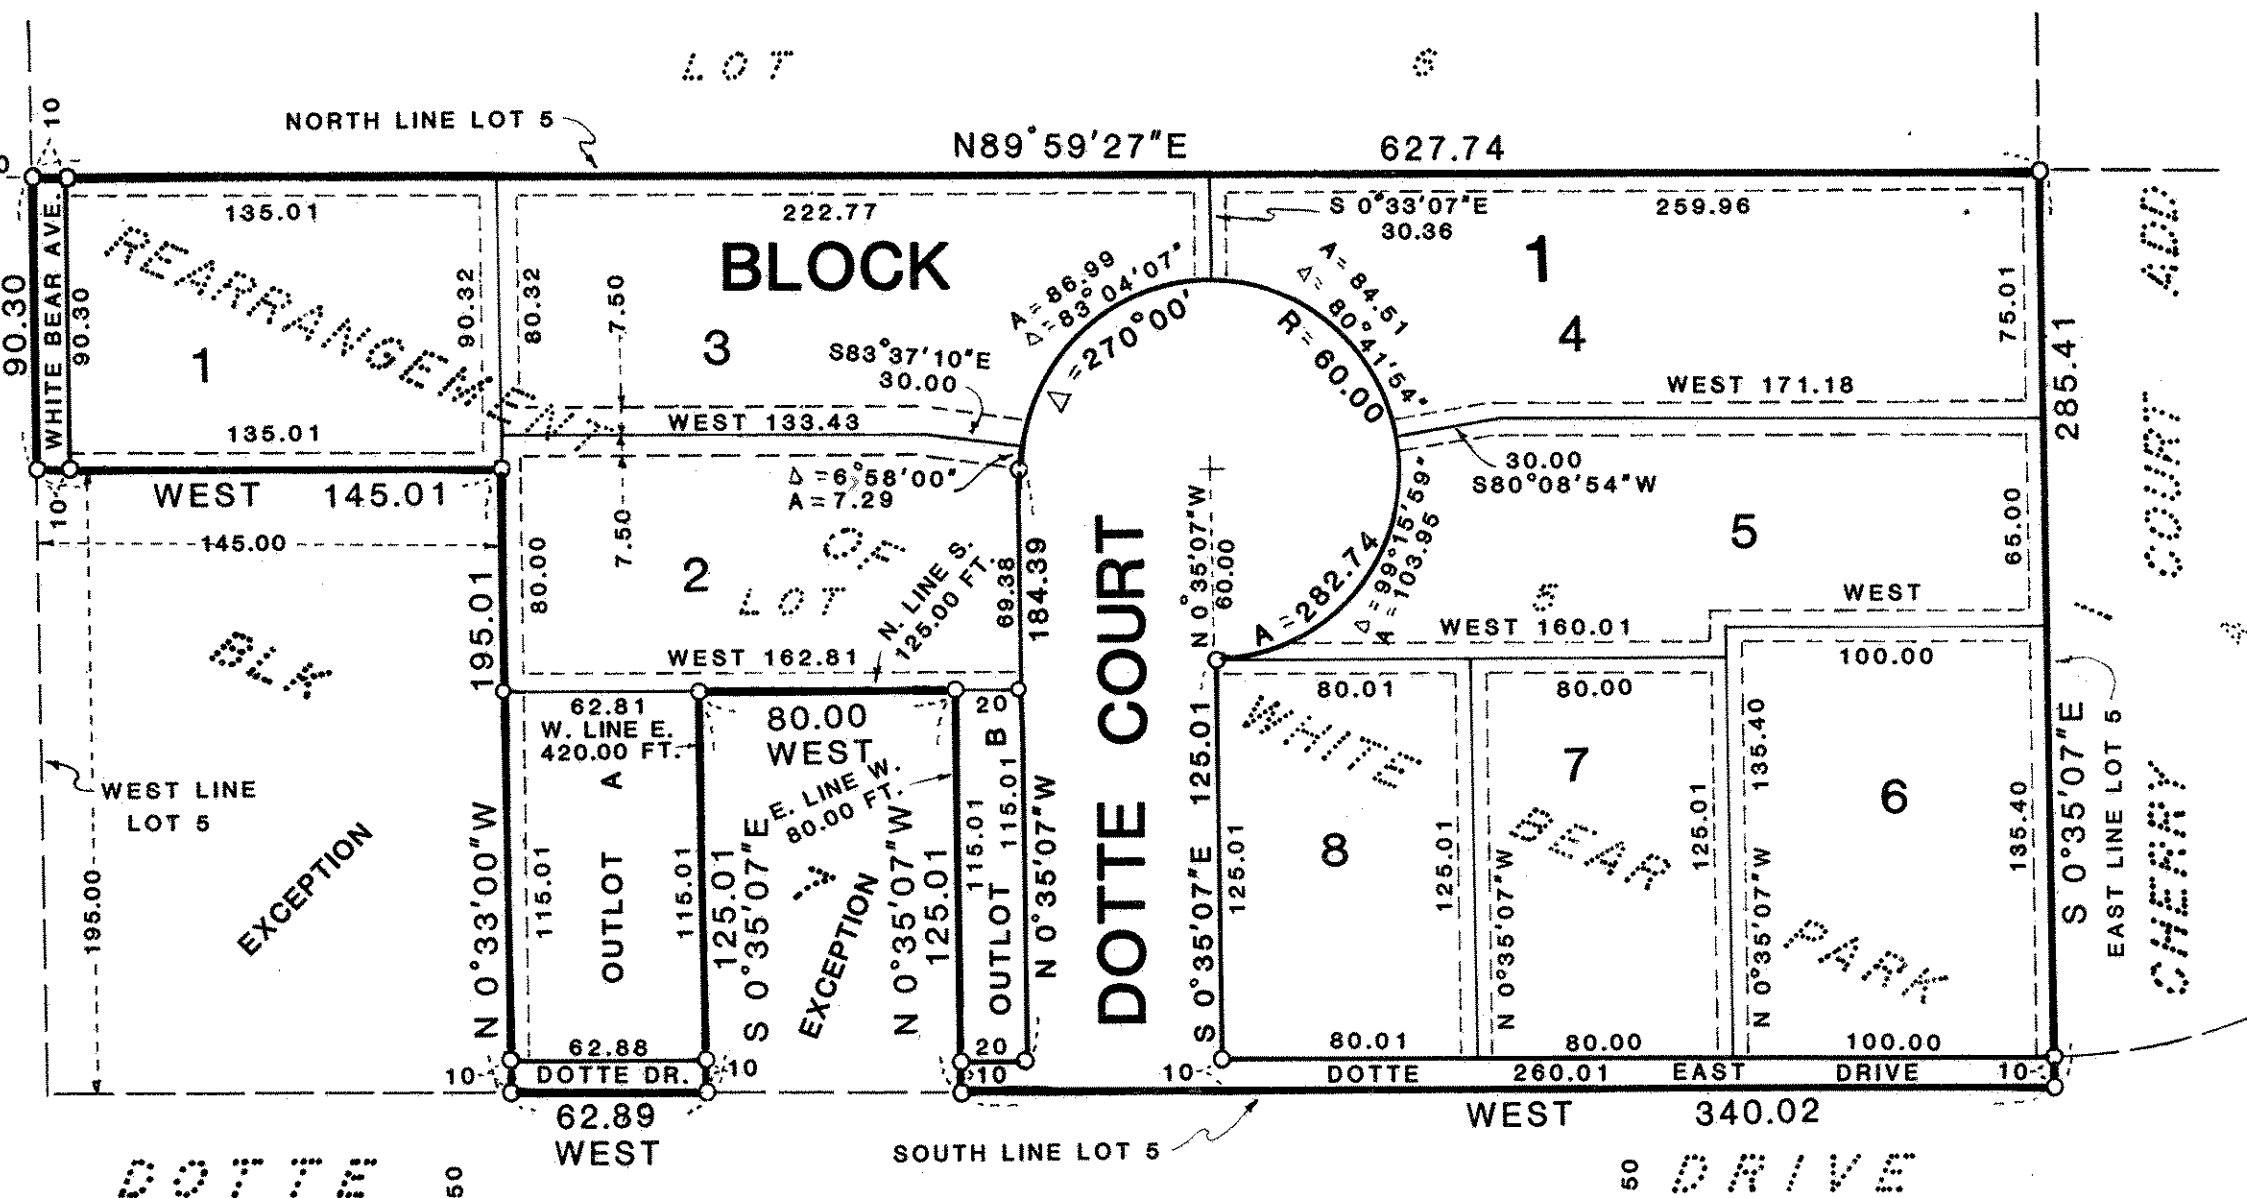 LOT 6
NORTH LINE LOT 5
N89°59'27"E 627.74
10
WHITE BEAR AVE.
90.30
90.30
135.01
REARRANGEMENT
1
90.32
135.01
WEST 145.01
10
145.00
222.77
BLOCK 1
80.32
7.50
3
S83°37'10"E
30.00
WEST 133.43
A = 86.99
Δ = 83°04'07"
Δ = 270°00'
S 0°33'07"E
30.36
259.96
A = 84.51
Δ = 80°41'54"
R = 60.00
4
75.01
WEST 171.18
285.41
30.00
S80°08'54"W
Δ = 6°58'00"
A = 7.29
7.50
80.00
2
OF
LOT 5
N. LINE S.
125.00 FT.
69.38
184.39
WEST 162.81
195.01
N 0°35'07"W
60.00
A = 282.74
Δ = 99°15'59"
A = 103.95
5
65.00
WEST
WEST 160.01
100.00
BLK 7
WEST LINE
LOT 5
195.00
EXCEPTION
N 0°33'00"W
62.81
W. LINE E.
420.00 FT.
OUTLOT A
115.01
115.01
62.88
10 DOTTE DR. 10
62.89
WEST
80.00
WEST
E. LINE W.
80.00 FT.
125.01
S 0°35'07"E
EXCEPTION
N 0°35'07"W
125.01
20
OUTLOT B
115.01
115.01
20
10
N 0°35'07"W
DOTTE COURT
S 0°35'07"E 125.01
80.01
WHITE
125.01
8
125.01
80.01
80.00
7
BEAR
N 0°35'07"W
125.01
80.00
135.40
N 0°35'07"W
6
PARK
135.40
100.00
S 0°35'07"E
EAST LINE LOT 5
CHERRY COURT ADD
10 DOTTE 260.01 EAST DRIVE 10
WEST 340.02
SOUTH LINE LOT 5
DOTTE 50
50 DRIVE